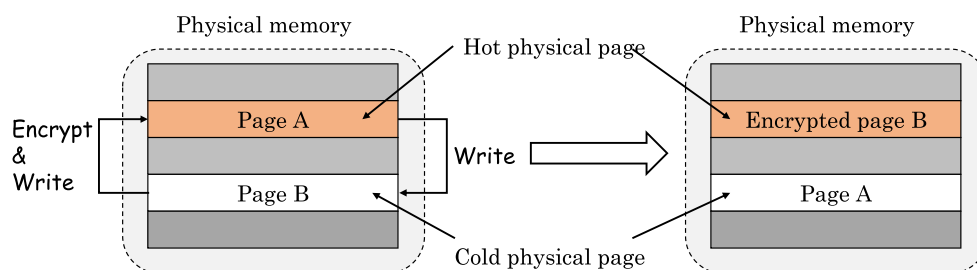 Physical memory
Physical memory
Hot physical page
Page A
Encrypted page B
Encrypt
&
Write
Write
Page B
Page A
Cold physical page